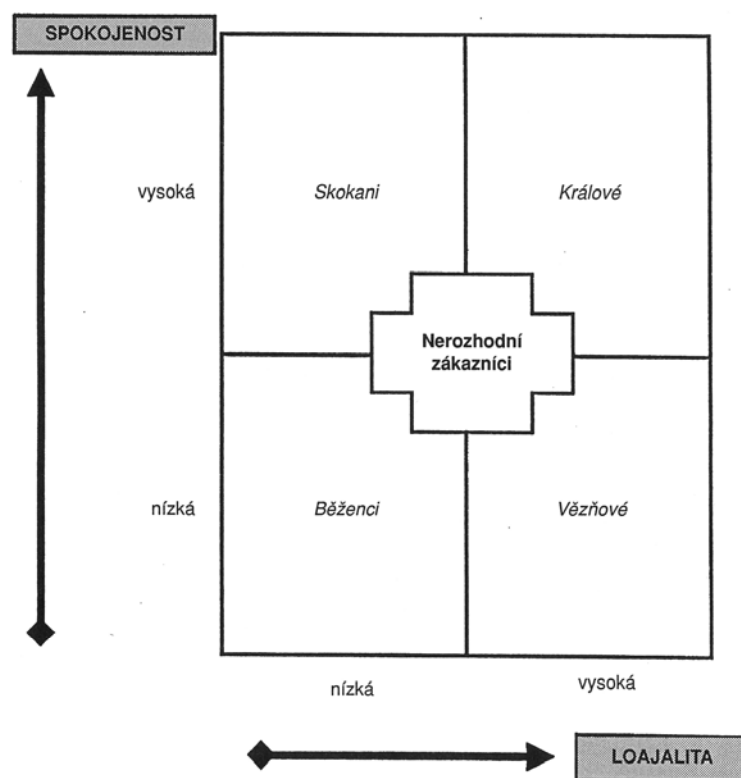 SPOKOJENOST
vysoká
Skokani
Králové
Nerozhodní
zákazníci
nízká
Běženci
Vězňové
nízká
vysoká
LOAJALITA